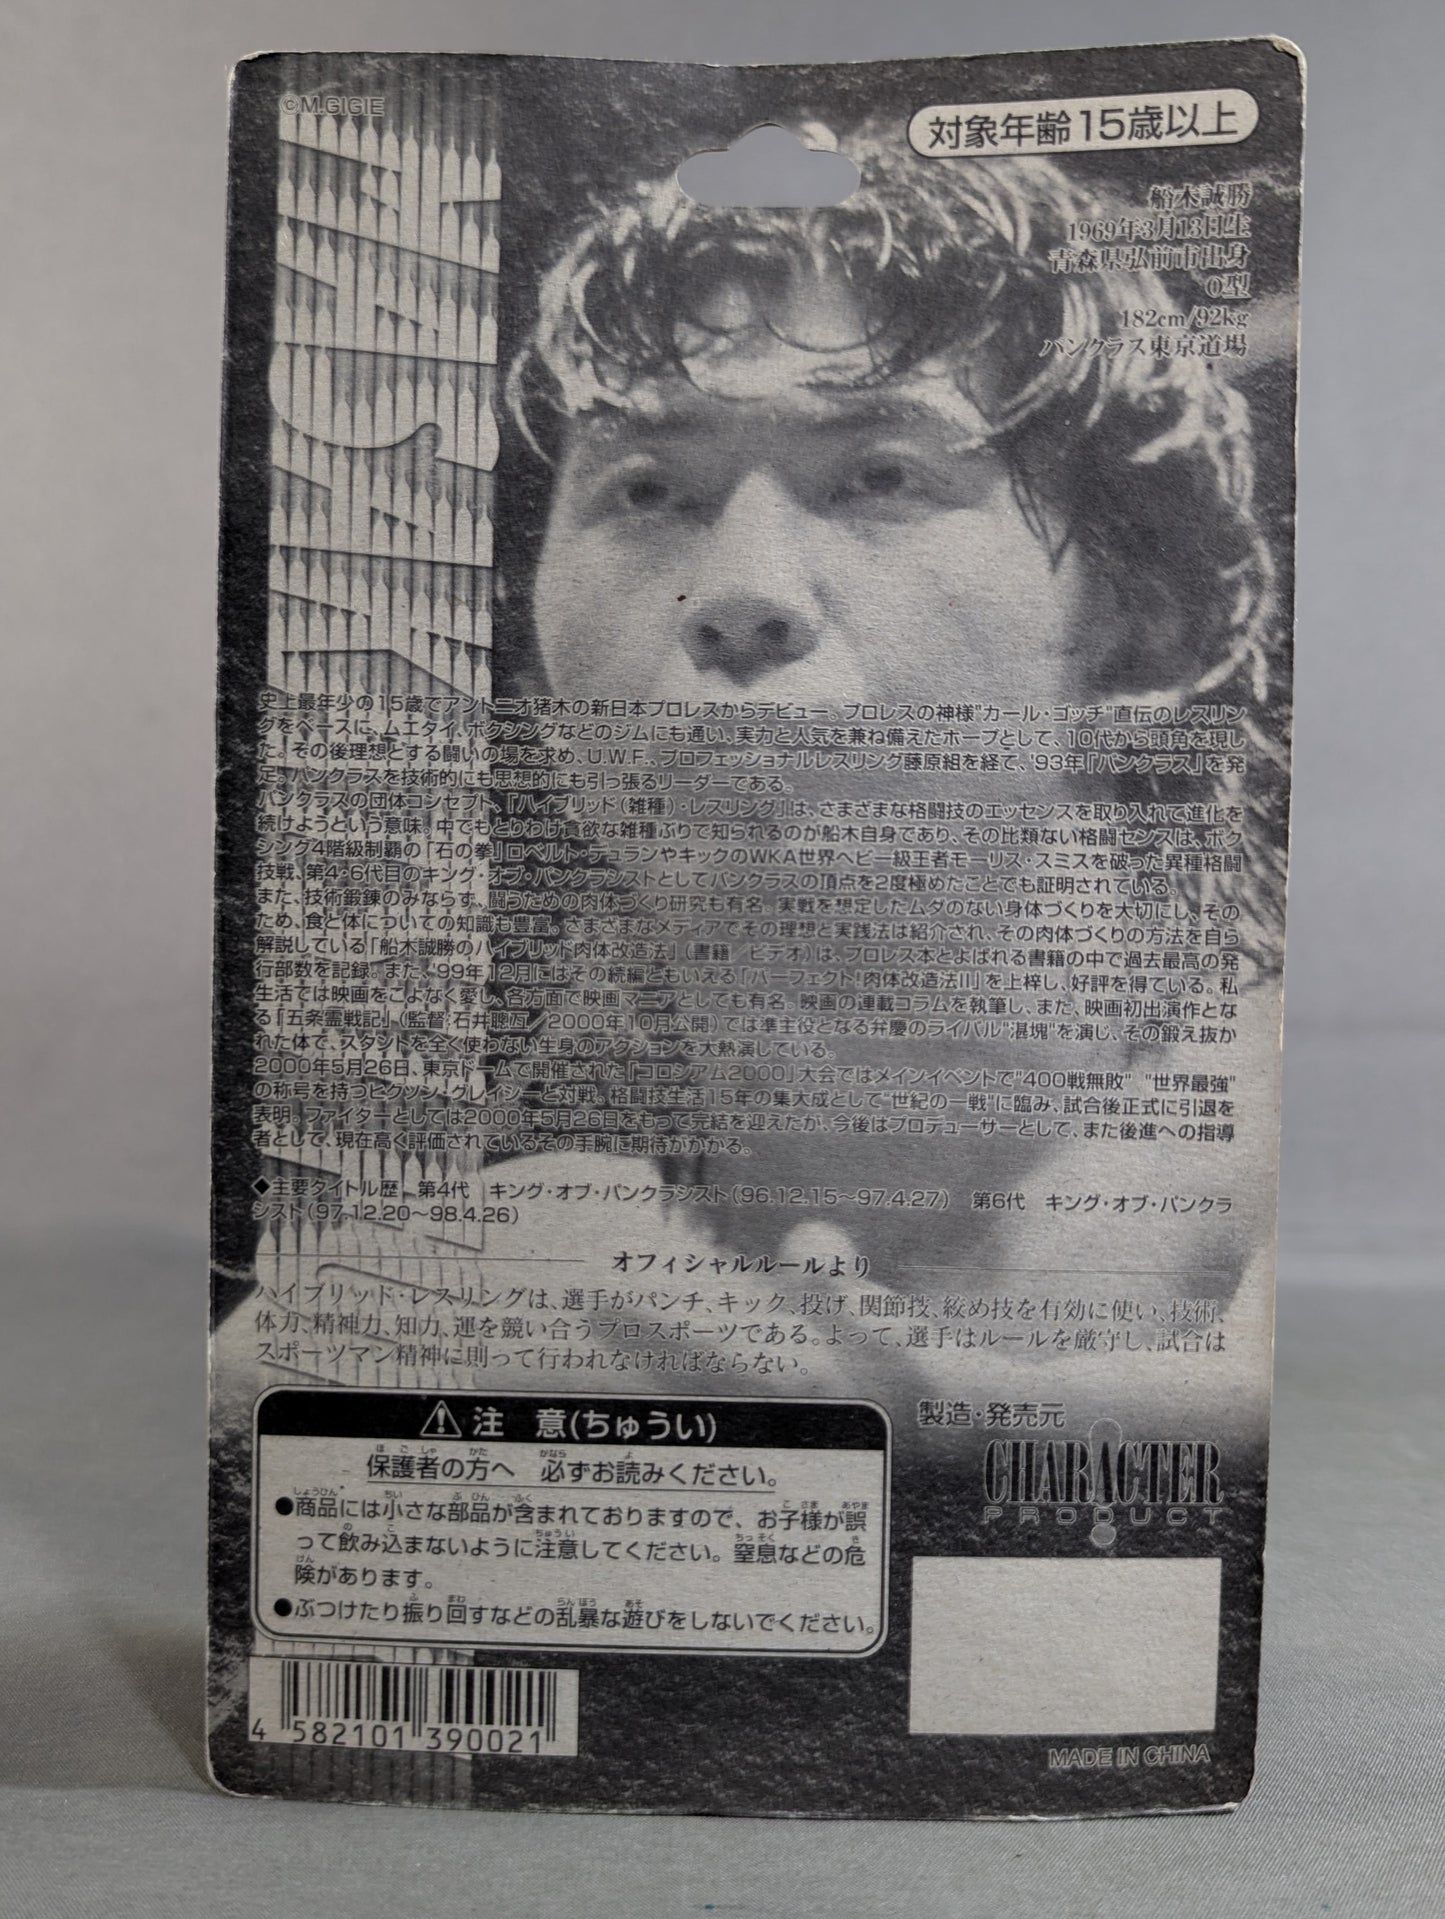 ©M.GIGIE
対象年齢15歳以上
船木誠勝
1969年3月13日生
青森県弘前市出身
O型
182cm/92kg
パンクラス東京道場
史上最年少の15歳でアントニオ猪木の新日本プロレスからデビュー。プロレスの神様"カール・ゴッチ"直伝のレスリン
グをベースに、ムエタイ、ボクシングなどのジムにも通い、実力と人気を兼ね備えたホープとして、10代から頭角を現し
た。その後理想とする闘いの場を求め、U.W.F.、プロフェッショナルレスリング藤原組を経て、'93年「パンクラス」を発
足。パンクラスを技術的にも思想的にも引っ張るリーダーである。
パンクラスの団体コンセプト、「ハイブリッド(雑種)・レスリング」は、さまざまな格闘技のエッセンスを取り入れて進化を
続けようという意味。中でもとりわけ貪欲な雑種ぶりで知られるのが船木自身であり、その比類ない格闘センスは、ボク
シング4階級制覇の「石の拳」ロベルト・デュランやキックのWKA世界ヘビー級王者モーリス・スミスを破った異種格闘
技戦、第4・6代目のキング・オブ・パンクラシストとしてパンクラスの頂点を2度極めたことでも証明されている。
また、技術鍛錬のみならず、闘うための肉体づくり研究も有名。実戦を想定したムダのない身体づくりを大切にし、その
ため、食と体についての知識も豊富。さまざまなメディアでその理想と実践法は紹介され、その肉体づくりの方法を自ら
解説している「船木誠勝のハイブリッド肉体改造法」(書籍/ビデオ)は、プロレス本とよばれる書籍の中で過去最高の発
行部数を記録。また、'99年12月にはその続編ともいえる「パーフェクト!肉体改造法II」を上梓し、好評を得ている。私
生活では映画をこよなく愛し、各方面で映画マニアとしても有名。映画の連載コラムを執筆し、また、映画初出演作とな
る「五条霊戦記」(監督:石井聰亙/2000年10月公開)では準主役となる弁慶のライバル"湛塊"を演じ、その鍛え抜か
れた体で、スタントを全く使わない生身のアクションを大熱演している。
2000年5月26日、東京ドームで開催された「コロシアム2000」大会ではメインイベントで"400戦無敗" "世界最強"
の称号を持つヒクソン・グレイシーと対戦。格闘技生活15年の集大成として"世紀の一戦"に臨み、試合後正式に引退を
表明。ファイターとしては2000年5月26日をもって完結を迎えたが、今後はプロデューサーとして、また後進への指導
者として、現在高く評価されているその手腕に期待がかかる。
◆主要タイトル歴 第4代 キング・オブ・パンクラシスト(96.12.15〜97.4.27) 第6代 キング・オブ・パンクラ
シスト(97.12.20〜98.4.26)
オフィシャルルールより
ハイブリッド・レスリングは、選手がパンチ、キック、投げ、関節技、絞め技を有効に使い、技術、
体力、精神力、知力、運を競い合うプロスポーツである。よって、選手はルールを厳守し、試合は
スポーツマン精神に則って行われなければならない。
⚠注 意(ちゅうい)
保護者の方へ 必ずお読みください。
●商品には小さな部品が含まれておりますので、お子様が誤
って飲み込まないように注意してください。窒息などの危
険があります。
●ぶつけたり振り回すなどの乱暴な遊びをしないでください。
製造・発売元
CHARACTER
PRODUCT
4 582101 390021
MADE IN CHINA